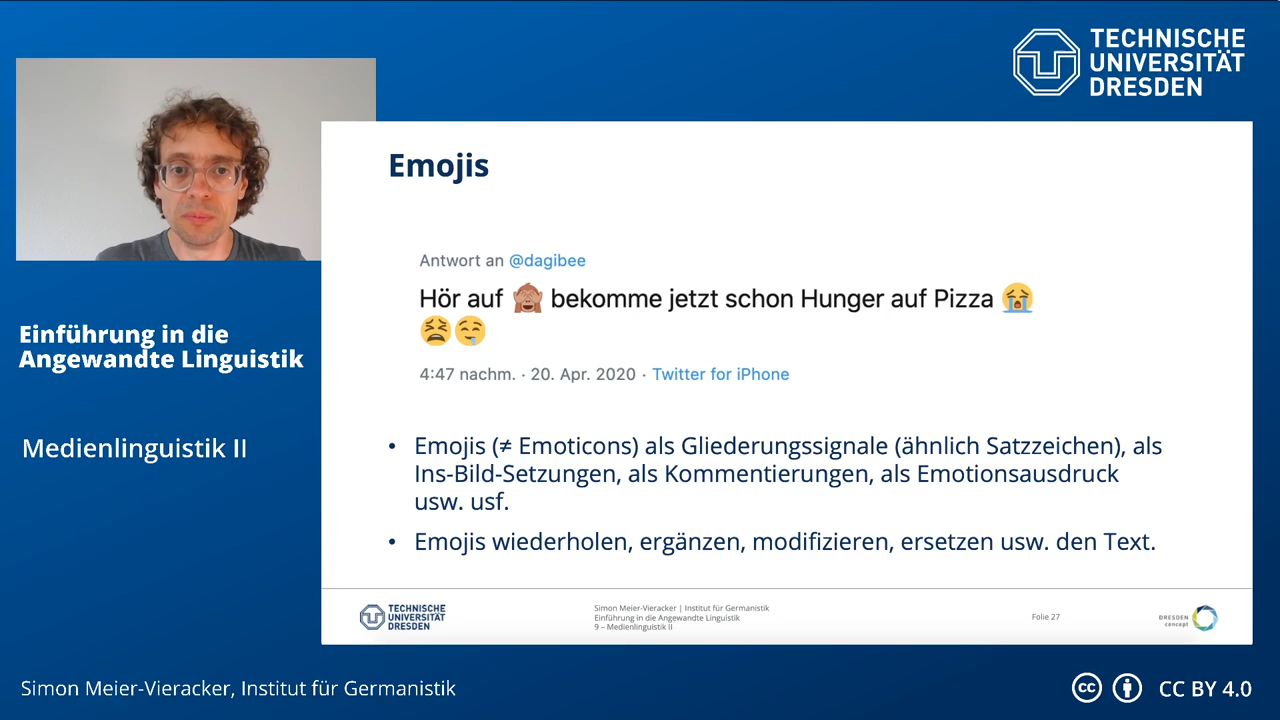 TECHNISCHE
UNIVERSITÄT
DRESDEN
Emojis
Antwort an @dagibee
Hör auf 🙈 bekomme jetzt schon Hunger auf Pizza 😭
😫🤤
4:47 nachm. · 20. Apr. 2020 · Twitter for iPhone
Einführung in die
Angewandte Linguistik
Medienlinguistik II
• Emojis (≠ Emoticons) als Gliederungssignale (ähnlich Satzzeichen), als
Ins-Bild-Setzungen, als Kommentierungen, als Emotionsausdruck
usw. usf.
• Emojis wiederholen, ergänzen, modifizieren, ersetzen usw. den Text.
TECHNISCHE
UNIVERSITÄT
DRESDEN
Simon Meier-Vieracker | Institut für Germanistik
Einführung in die Angewandte Linguistik
9 – Medienlinguistik II
Folie 27
DRESDEN
concept
Simon Meier-Vieracker, Institut für Germanistik
cc
CC BY 4.0